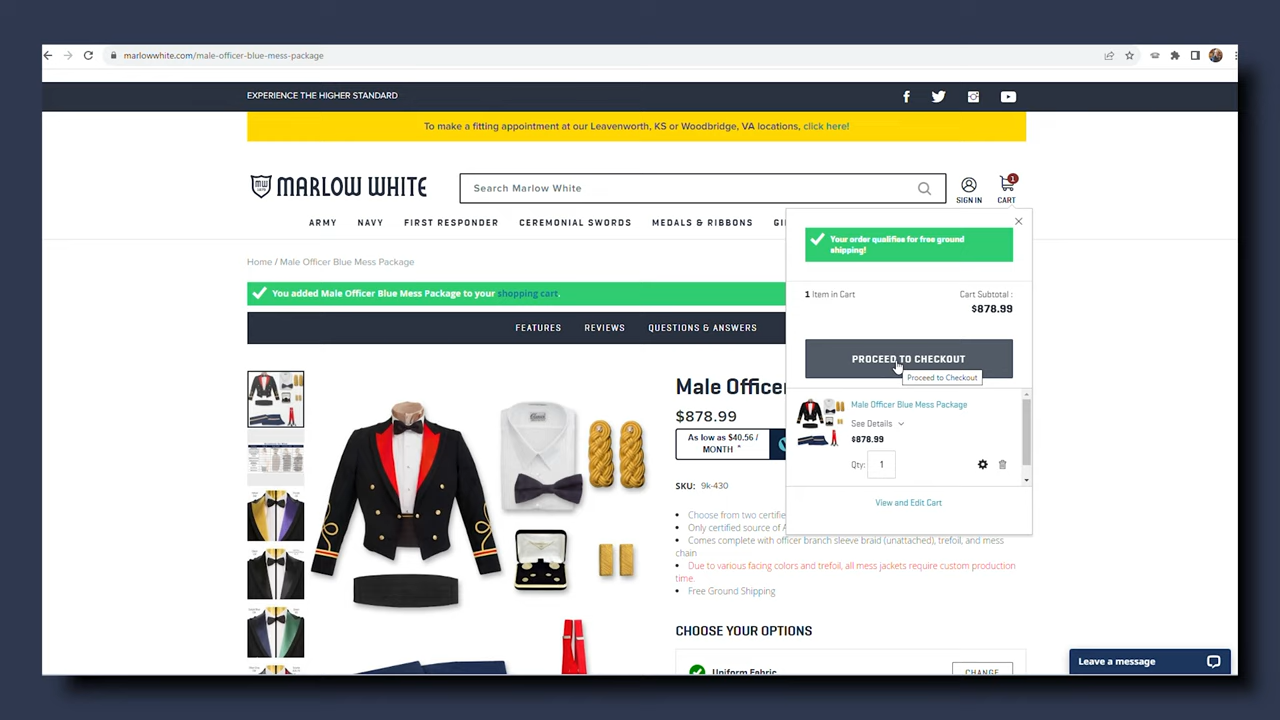 marlowwhite.com/male-officer-blue-mess-package
EXPERIENCE THE HIGHER STANDARD
To make a fitting appointment at our Leavenworth, KS or Woodbridge, VA locations, click here!
MW
MARLOW WHITE
Search Marlow White
SIGN IN
1
CART
ARMY
NAVY
FIRST RESPONDER
CEREMONIAL SWORDS
MEDALS & RIBBONS
Your order qualifies for free ground
shipping!
Home / Male Officer Blue Mess Package
You added Male Officer Blue Mess Package to your shopping cart.
1 Item in Cart
Cart Subtotal :
$878.99
FEATURES
REVIEWS
QUESTIONS & ANSWERS
PROCEED TO CHECKOUT
Proceed to Checkout
Male Officer
$878.99
As low as $40.56 /
MONTH *
Male Officer Blue Mess Package
See Details
$878.99
Qty: 1
View and Edit Cart
SKU: 9k-430
Choose from two certifie
Only certified source of A
Comes complete with officer branch sleeve braid (unattached), trefoil, and mess
chain
Due to various facing colors and trefoil, all mess jackets require custom production
time.
Free Ground Shipping
CHOOSE YOUR OPTIONS
Uniform Fabric
CHANGE
Leave a message